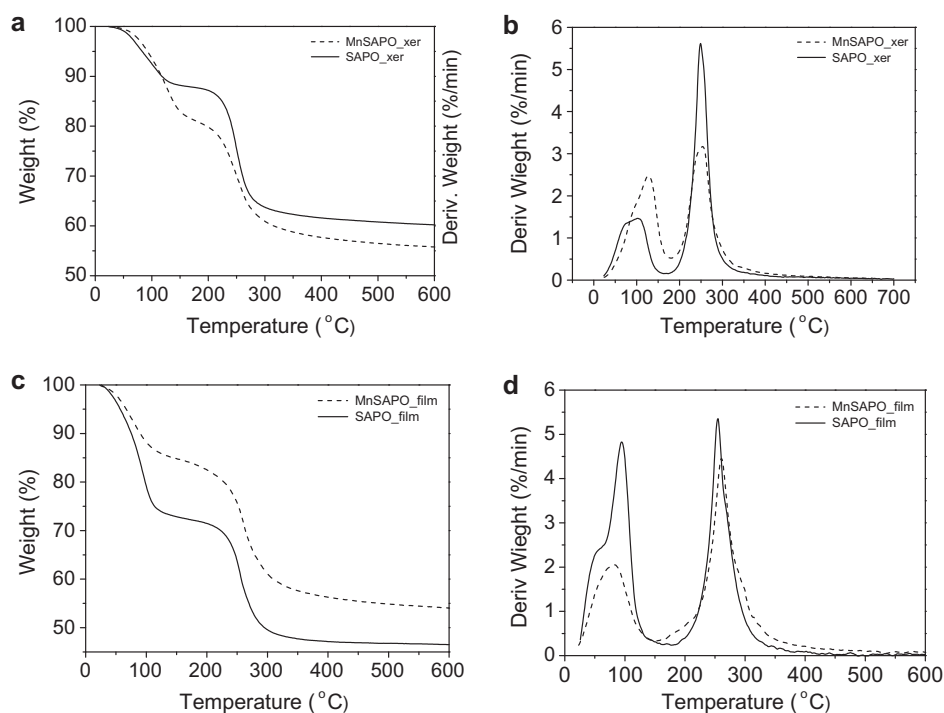 a
100
90
80
70
60
50
0 100 200 300 400 500 600
Weight (%)
Temperature (°C)
MnSAPO_xer
SAPO_xer
Deriv. Weight (%/min)
b
6
5
4
3
2
1
0
0 100 200 300 400 500 600 700
Deriv Wieght (%/min)
Temperature (°C)
MnSAPO_xer
SAPO_xer
c
100
90
80
70
60
50
0 100 200 300 400 500 600
Weight (%)
Temperature (°C)
MnSAPO_film
SAPO_film
d
6
5
4
3
2
1
0
0 100 200 300 400 500 600
Deriv Wieght (%/min)
Temperature (°C)
MnSAPO_film
SAPO_film